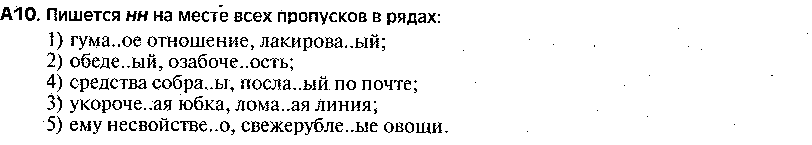 А10. Пишется нн на месте всех пропусков в рядах:
1) гума..ое отношение, лакирова..ый;
2) обеде..ый, озабоче..ость;
4) средства собра..ы, посла..ый по почте;
3) укороче..ая юбка, лома..ая линия;
5) ему несвойстве..о, свежерубле..ые овощи.